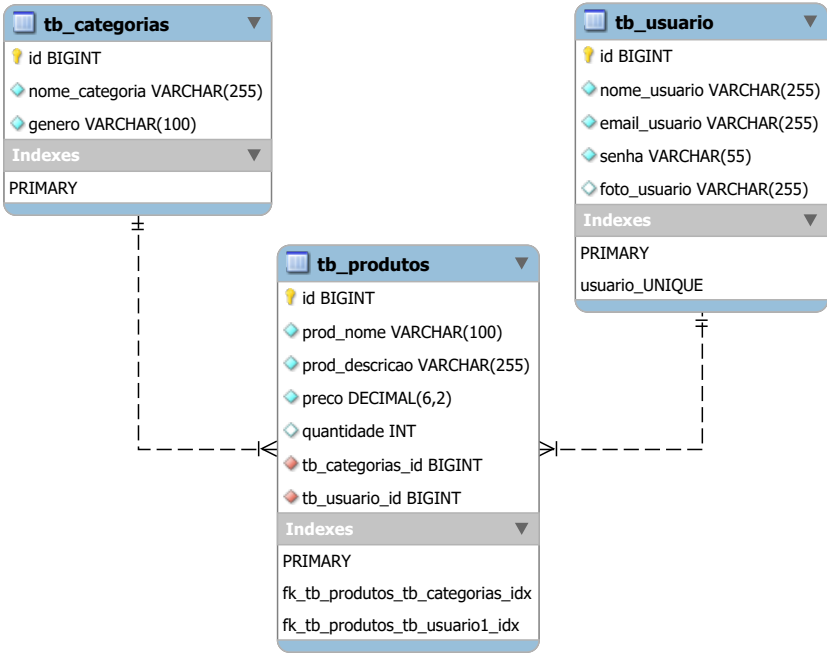 tb_categorias
id BIGINT
nome_categoria VARCHAR(255)
genero VARCHAR(100)
Indexes
PRIMARY
tb_usuario
id BIGINT
nome_usuario VARCHAR(255)
email_usuario VARCHAR(255)
senha VARCHAR(55)
foto_usuario VARCHAR(255)
Indexes
PRIMARY
usuario_UNIQUE
tb_produtos
id BIGINT
prod_nome VARCHAR(100)
prod_descricao VARCHAR(255)
preco DECIMAL(6,2)
quantidade INT
tb_categorias_id BIGINT
tb_usuario_id BIGINT
Indexes
PRIMARY
fk_tb_produtos_tb_categorias_idx
fk_tb_produtos_tb_usuario1_idx